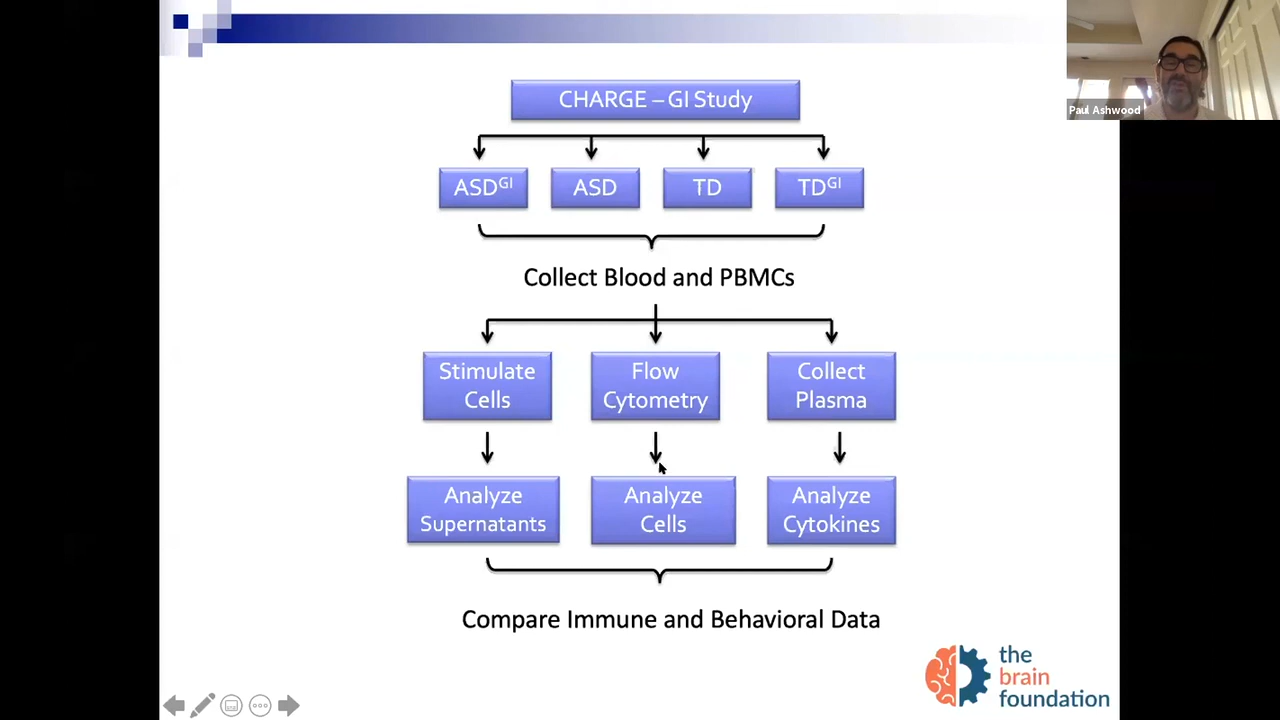 Paul Ashwood
CHARGE – GI Study
ASDGI
ASD
TD
TDGI
Collect Blood and PBMCs
Stimulate
Cells
Flow
Cytometry
Collect
Plasma
Analyze
Supernatants
Analyze
Cells
Analyze
Cytokines
Compare Immune and Behavioral Data
the
brain
foundation